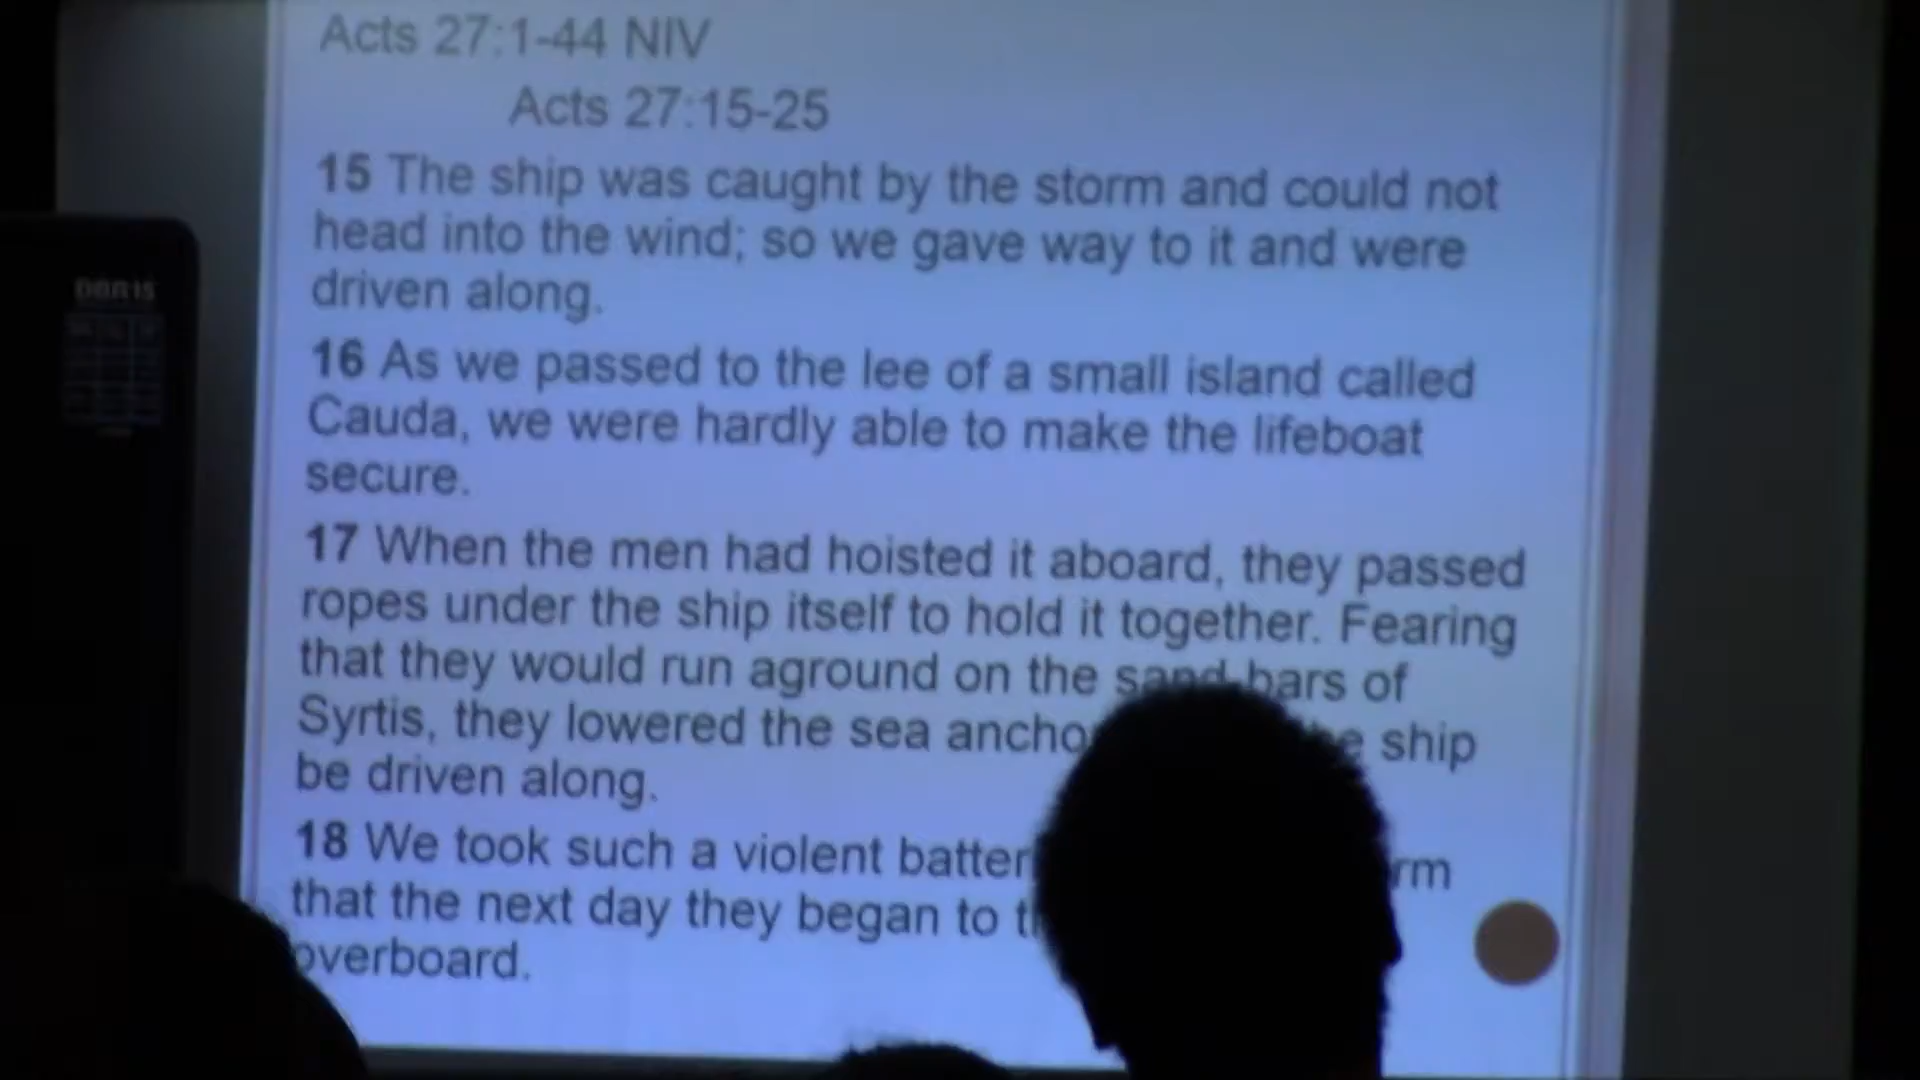 Acts 27:1-44 NIV
Acts 27:15-25
15 The ship was caught by the storm and could not
head into the wind; so we gave way to it and were
driven along.
16 As we passed to the lee of a small island called
Cauda, we were hardly able to make the lifeboat
secure.
17 When the men had hoisted it aboard, they passed
ropes under the ship itself to hold it together. Fearing
that they would run aground on the sand-bars of
Syrtis, they lowered the sea ancho ship
be driven along.
18 We took such a violent batter rm
that the next day they began to
overboard.